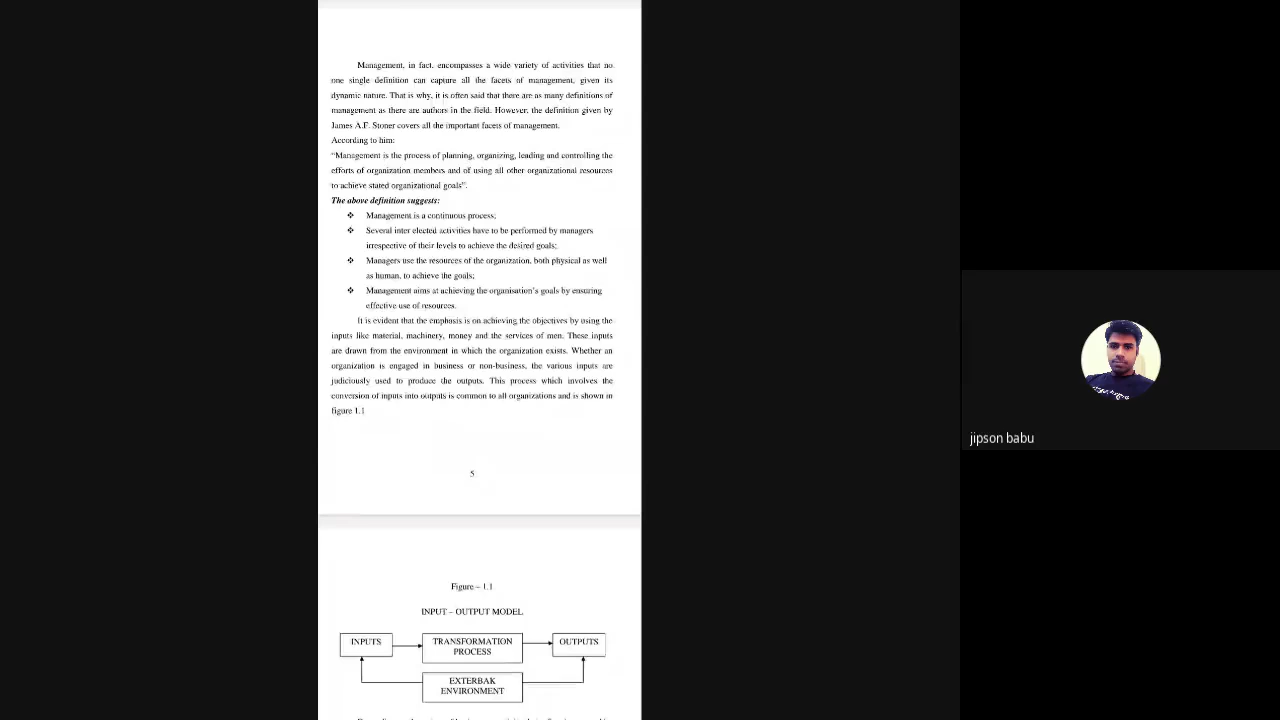 Management, in fact, encompasses a wide variety of activities that no
one single definition can capture all the facets of management, given its
dynamic nature. That is why, it is often said that there are as many definitions of
management as there are authors in the field. However, the definition given by
James A.F. Stoner covers all the important facets of management.
According to him:
“Management is the process of planning, organizing, leading and controlling the
efforts of organization members and of using all other organizational resources
to achieve stated organizational goals”.
The above definition suggests:
❖ Management is a continuous process;
❖ Several inter elected activities have to be performed by managers
irrespective of their levels to achieve the desired goals;
❖ Managers use the resources of the organization, both physical as well
as human, to achieve the goals;
❖ Management aims at achieving the organisation’s goals by ensuring
effective use of resources.
It is evident that the emphasis is on achieving the objectives by using the
inputs like material, machinery, money and the services of men. These inputs
are drawn from the environment in which the organization exists. Whether an
organization is engaged in business or non-business, the various inputs are
judiciously used to produce the outputs. This process which involves the
conversion of inputs into outputs is common to all organizations and is shown in
figure 1.1
5
Figure – 1.1
INPUT – OUTPUT MODEL
INPUTS
TRANSFORMATION
PROCESS
OUTPUTS
EXTERBAK
ENVIRONMENT
jipson babu